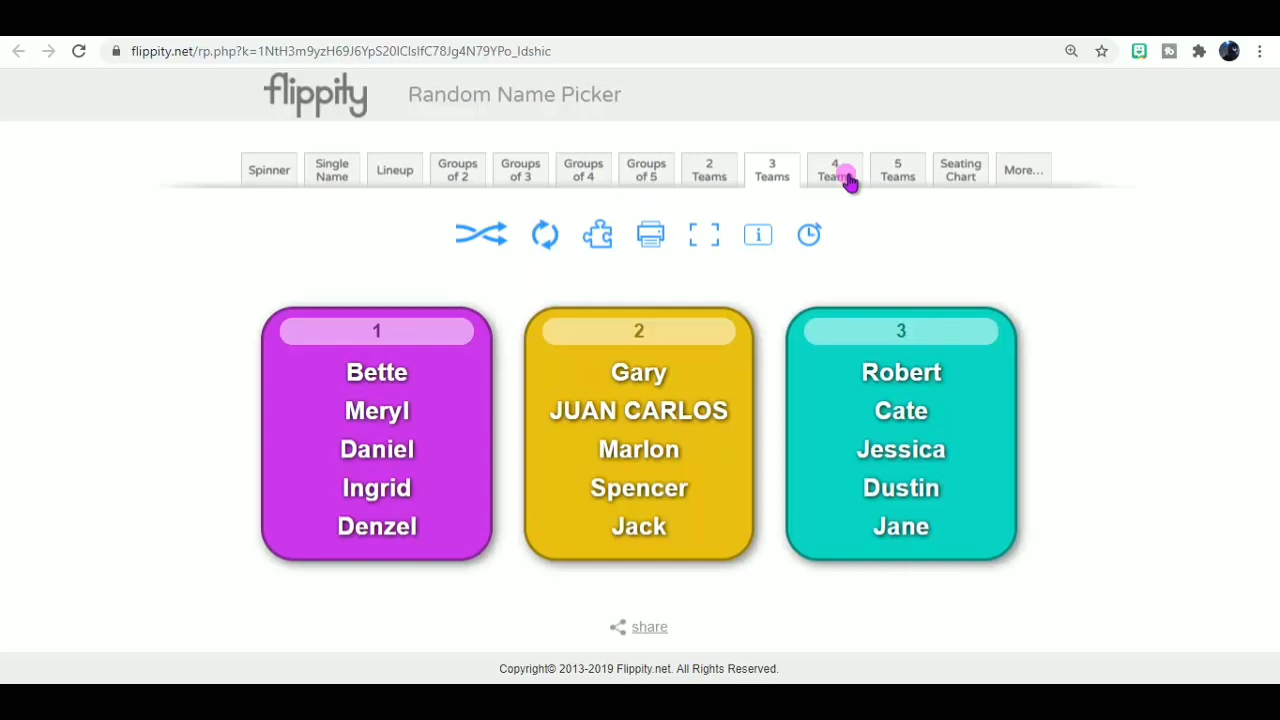 flippity.net/rp.php?k=1NtH3m9yzH69J6YpS20IClsIfC78Jg4N79YPo_Idshic
flippity Random Name Picker
Spinner
Single
Name
Lineup
Groups
of 2
Groups
of 3
Groups
of 4
Groups
of 5
2
Teams
3
Teams
4
Teams
5
Teams
Seating
Chart
More...
1
Bette
Meryl
Daniel
Ingrid
Denzel
2
Gary
JUAN CARLOS
Marlon
Spencer
Jack
3
Robert
Cate
Jessica
Dustin
Jane
share
Copyright© 2013-2019 Flippity.net. All Rights Reserved.